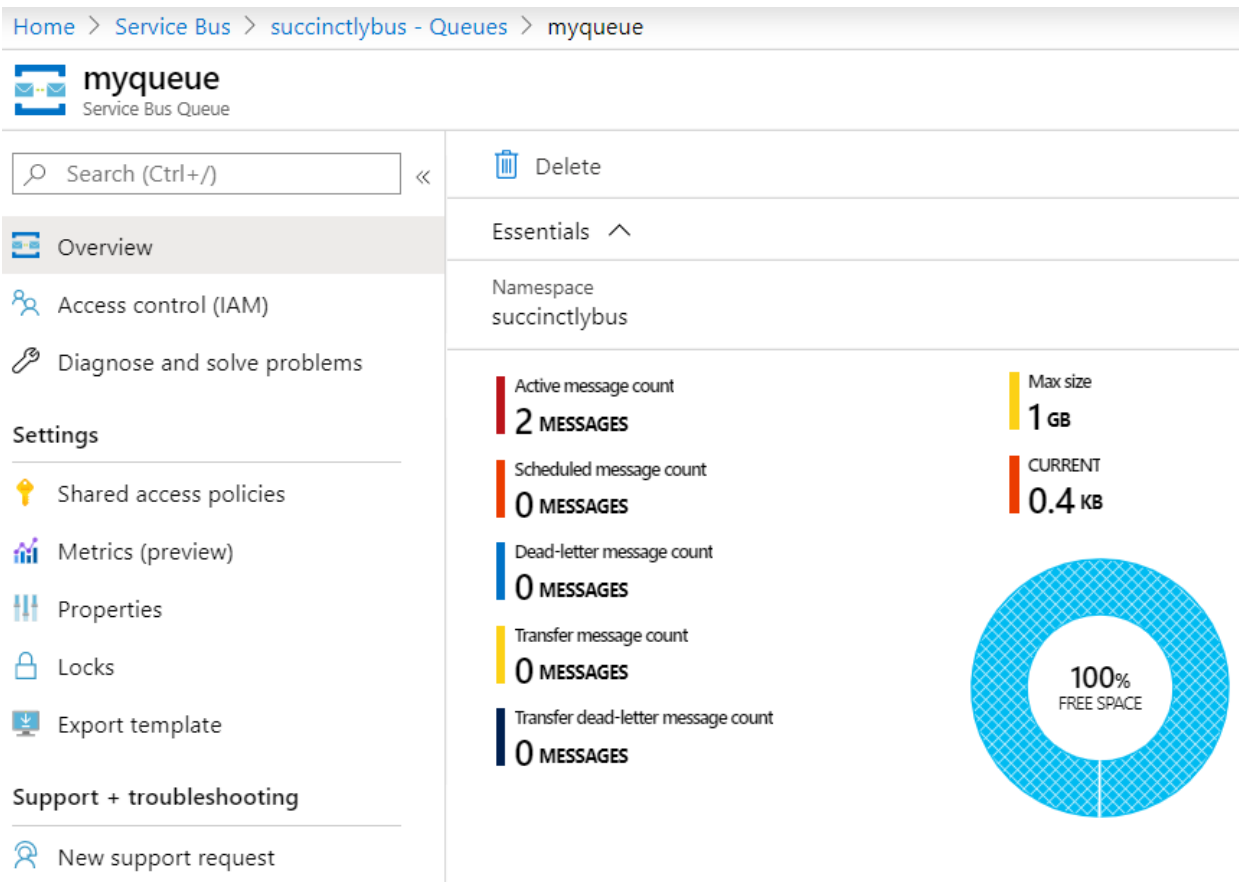 Home > Service Bus > succinctlybus - Queues > myqueue
myqueue
Service Bus Queue
Search (Ctrl+/)
«
Overview
Access control (IAM)
Diagnose and solve problems
Settings
Shared access policies
Metrics (preview)
Properties
Locks
Export template
Support + troubleshooting
New support request
Delete
Essentials
Namespace
succinctlybus
Active message count
2 MESSAGES
Scheduled message count
0 MESSAGES
Dead-letter message count
0 MESSAGES
Transfer message count
0 MESSAGES
Transfer dead-letter message count
0 MESSAGES
Max size
1 GB
CURRENT
0.4 KB
100%
FREE SPACE